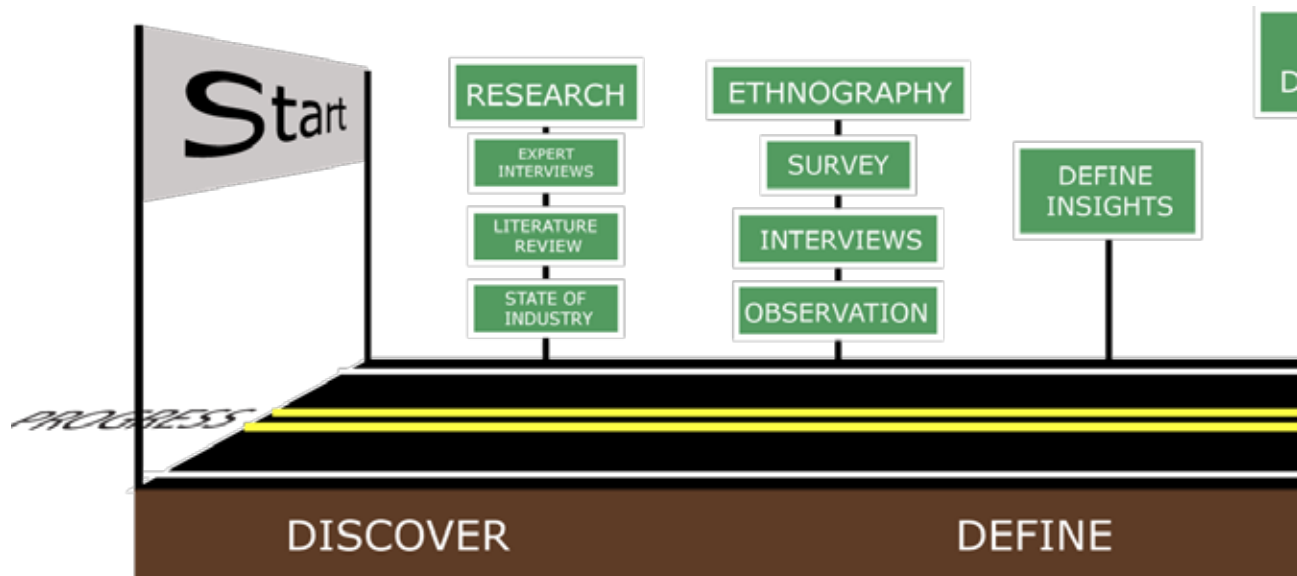 Start
RESEARCH
EXPERT
INTERVIEWS
LITERATURE
REVIEW
STATE OF
INDUSTRY
ETHNOGRAPHY
SURVEY
INTERVIEWS
OBSERVATION
DEFINE
INSIGHTS
PROGRESS
DISCOVER
DEFINE